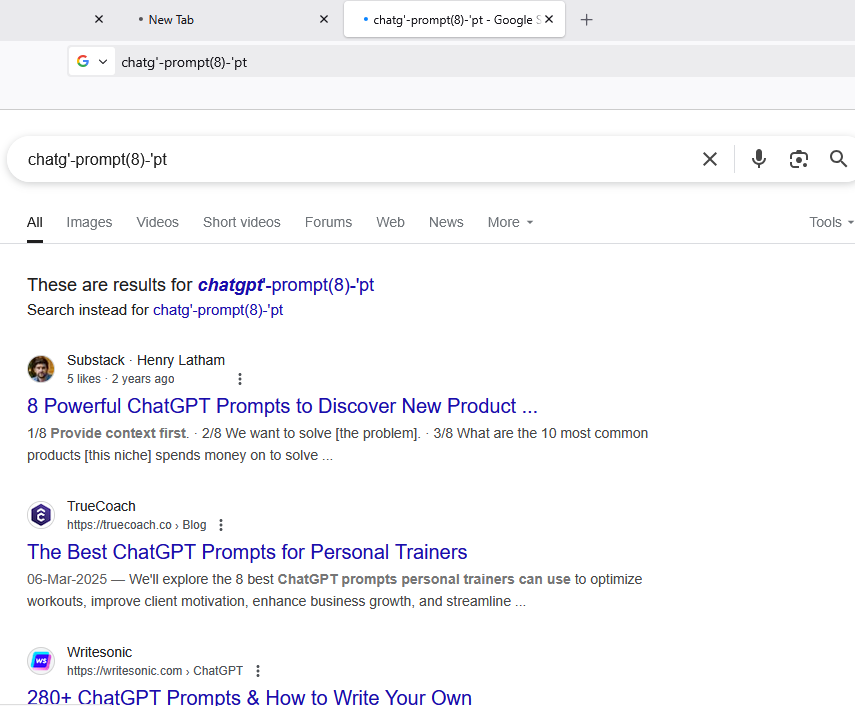 New Tab
chatg'-prompt(8)-'pt - Google S
chatg'-prompt(8)-'pt
chatg'-prompt(8)-'pt
All Images Videos Short videos Forums Web News More Tools
These are results for chatgpt'-prompt(8)-'pt
Search instead for chatg'-prompt(8)-'pt
Substack · Henry Latham
5 likes · 2 years ago
8 Powerful ChatGPT Prompts to Discover New Product ...
1/8 Provide context first. · 2/8 We want to solve [the problem]. · 3/8 What are the 10 most common
products [this niche] spends money on to solve ...
TrueCoach
https://truecoach.co › Blog
The Best ChatGPT Prompts for Personal Trainers
06-Mar-2025 — We'll explore the 8 best ChatGPT prompts personal trainers can use to optimize
workouts, improve client motivation, enhance business growth, and streamline ...
Writesonic
https://writesonic.com › ChatGPT
280+ ChatGPT Prompts & How to Write Your Own